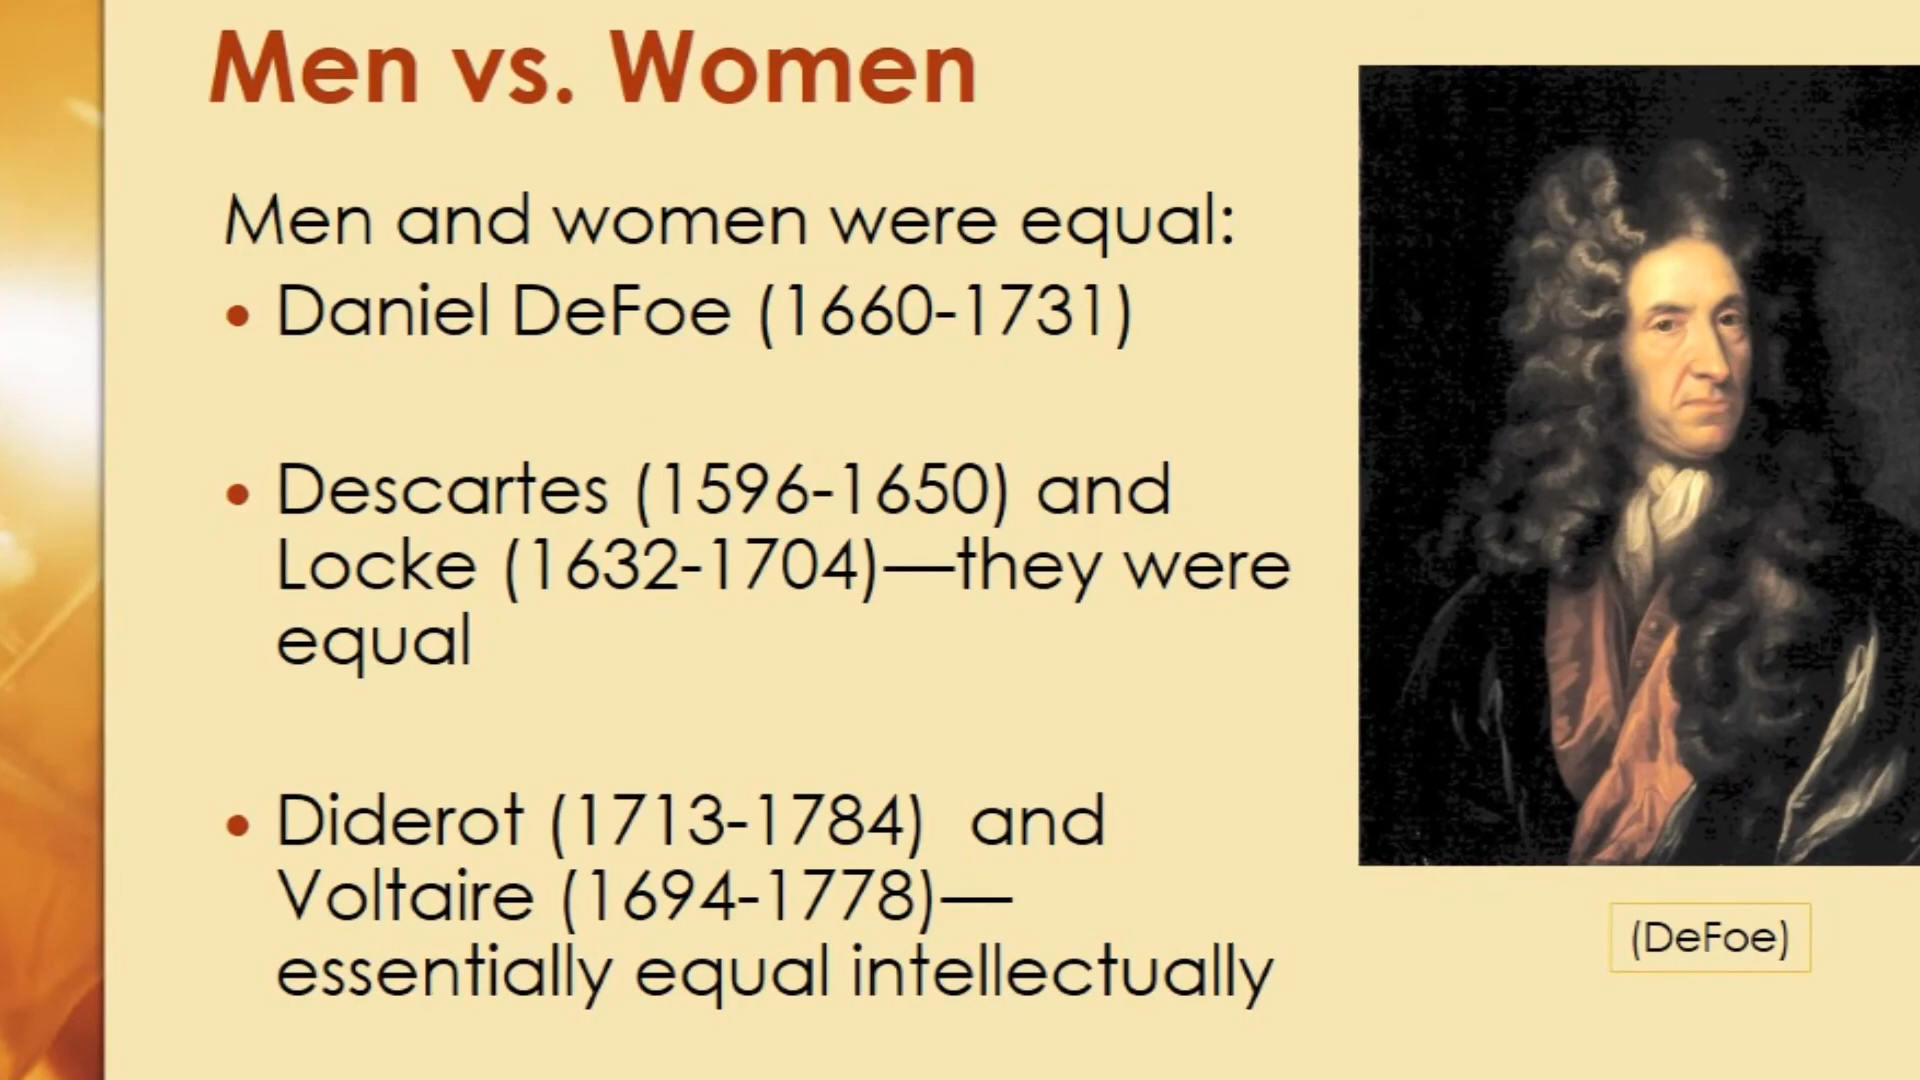 Men vs. Women
Men and women were equal:
• Daniel DeFoe (1660-1731)
• Descartes (1596-1650) and
Locke (1632-1704)—they were
equal
• Diderot (1713-1784)  and
Voltaire (1694-1778)—
essentially equal intellectually
(DeFoe)